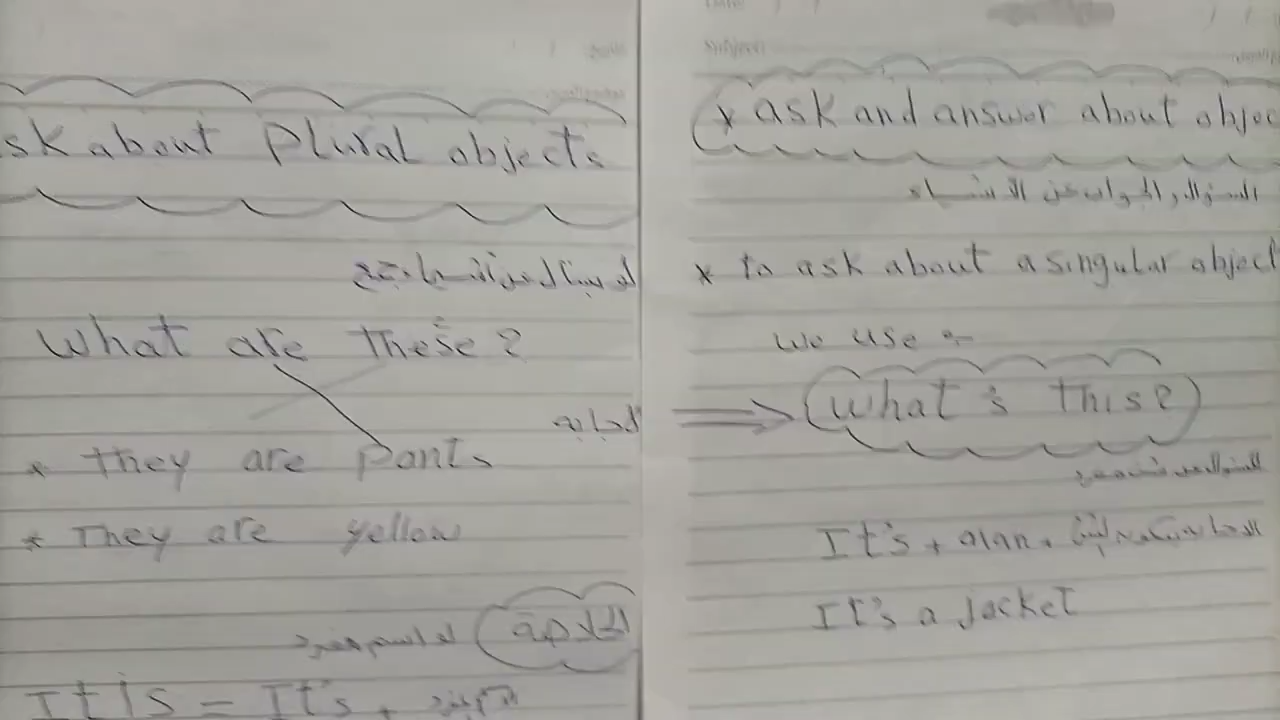 sk about Plural objects
What are these?
الاجابة
* They are pants
* They are yellow
الخلاصة
It is = It's +
* ask and answer about objec
السؤال والجواب عن الأشياء
* to ask about a singular object
we use :-
What's this?
It's + a\an +
It's a jacket